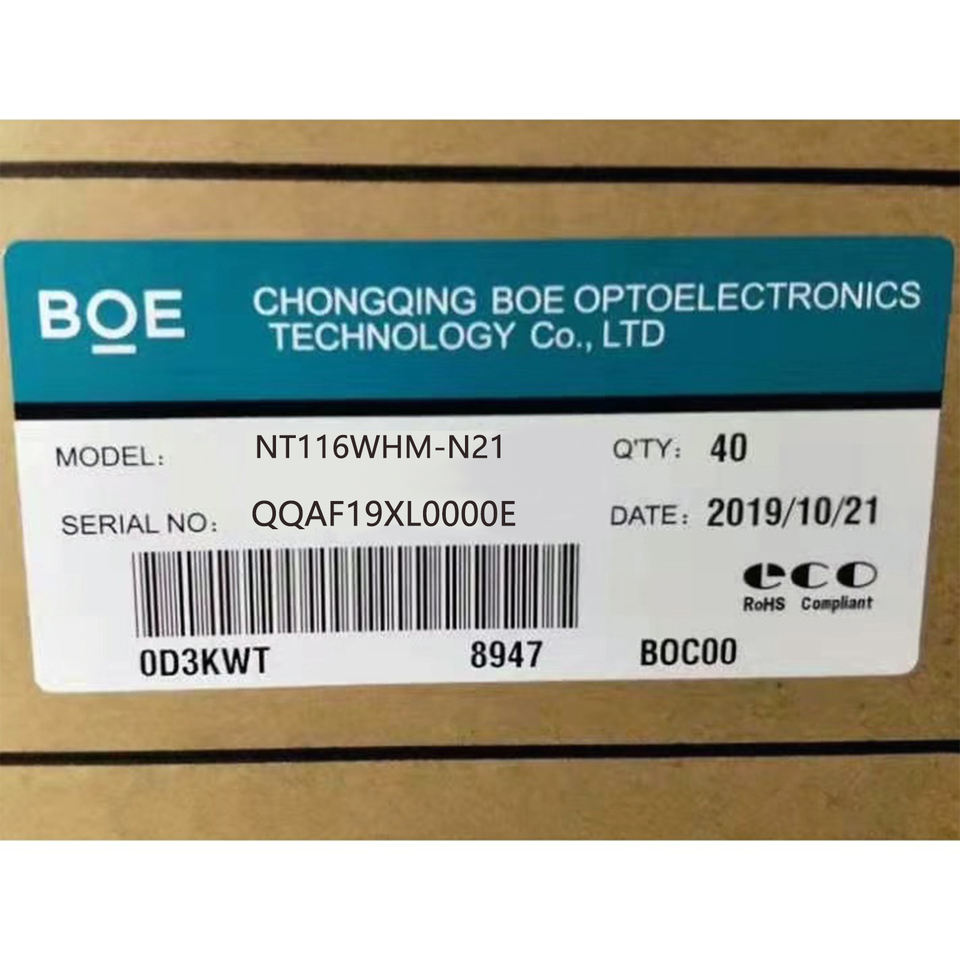 BOE
CHONGQING BOE OPTOELECTRONICS
TECHNOLOGY Co., LTD
MODEL: NT116WHM-N21 Q'TY: 40
SERIAL NO: QQAF19XL0000E DATE: 2019/10/21
eco
RoHS Compliant
0D3KWT 8947 B0C00